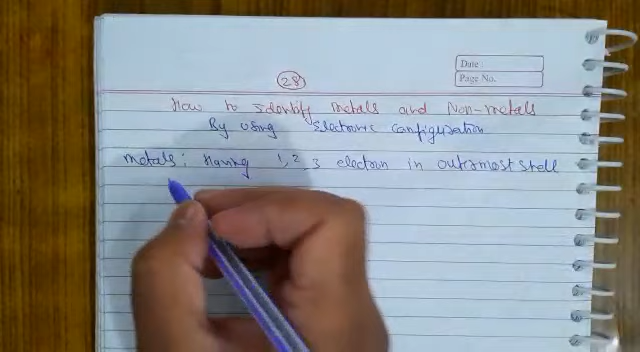 Date
Page No.
28
How to Identify metals and Non-metals
By using Electronic Configuration
metals: Having 1,2,3 electron in outermost shell